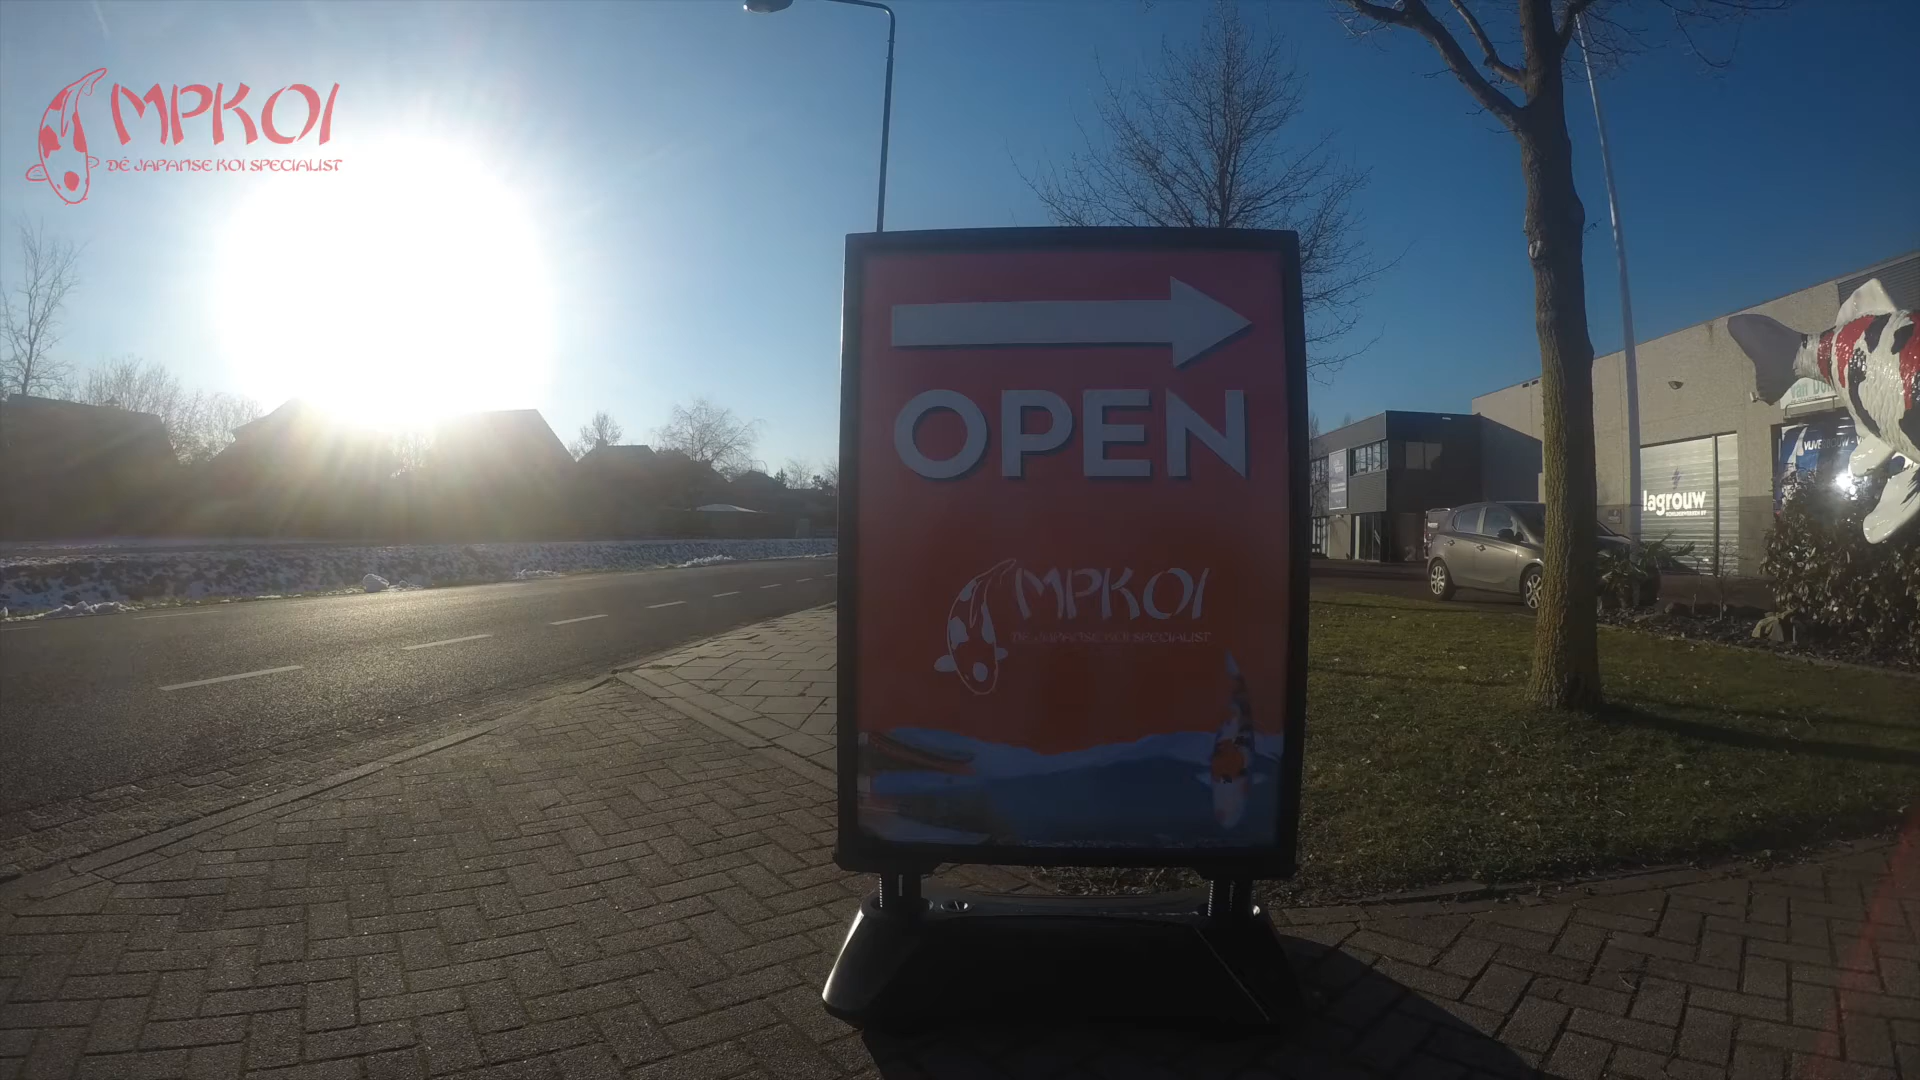 MPKOI
DÉ JAPANSE KOI SPECIALIST
OPEN
MPKOI
DÉ JAPANSE KOI SPECIALIST
lagrouw